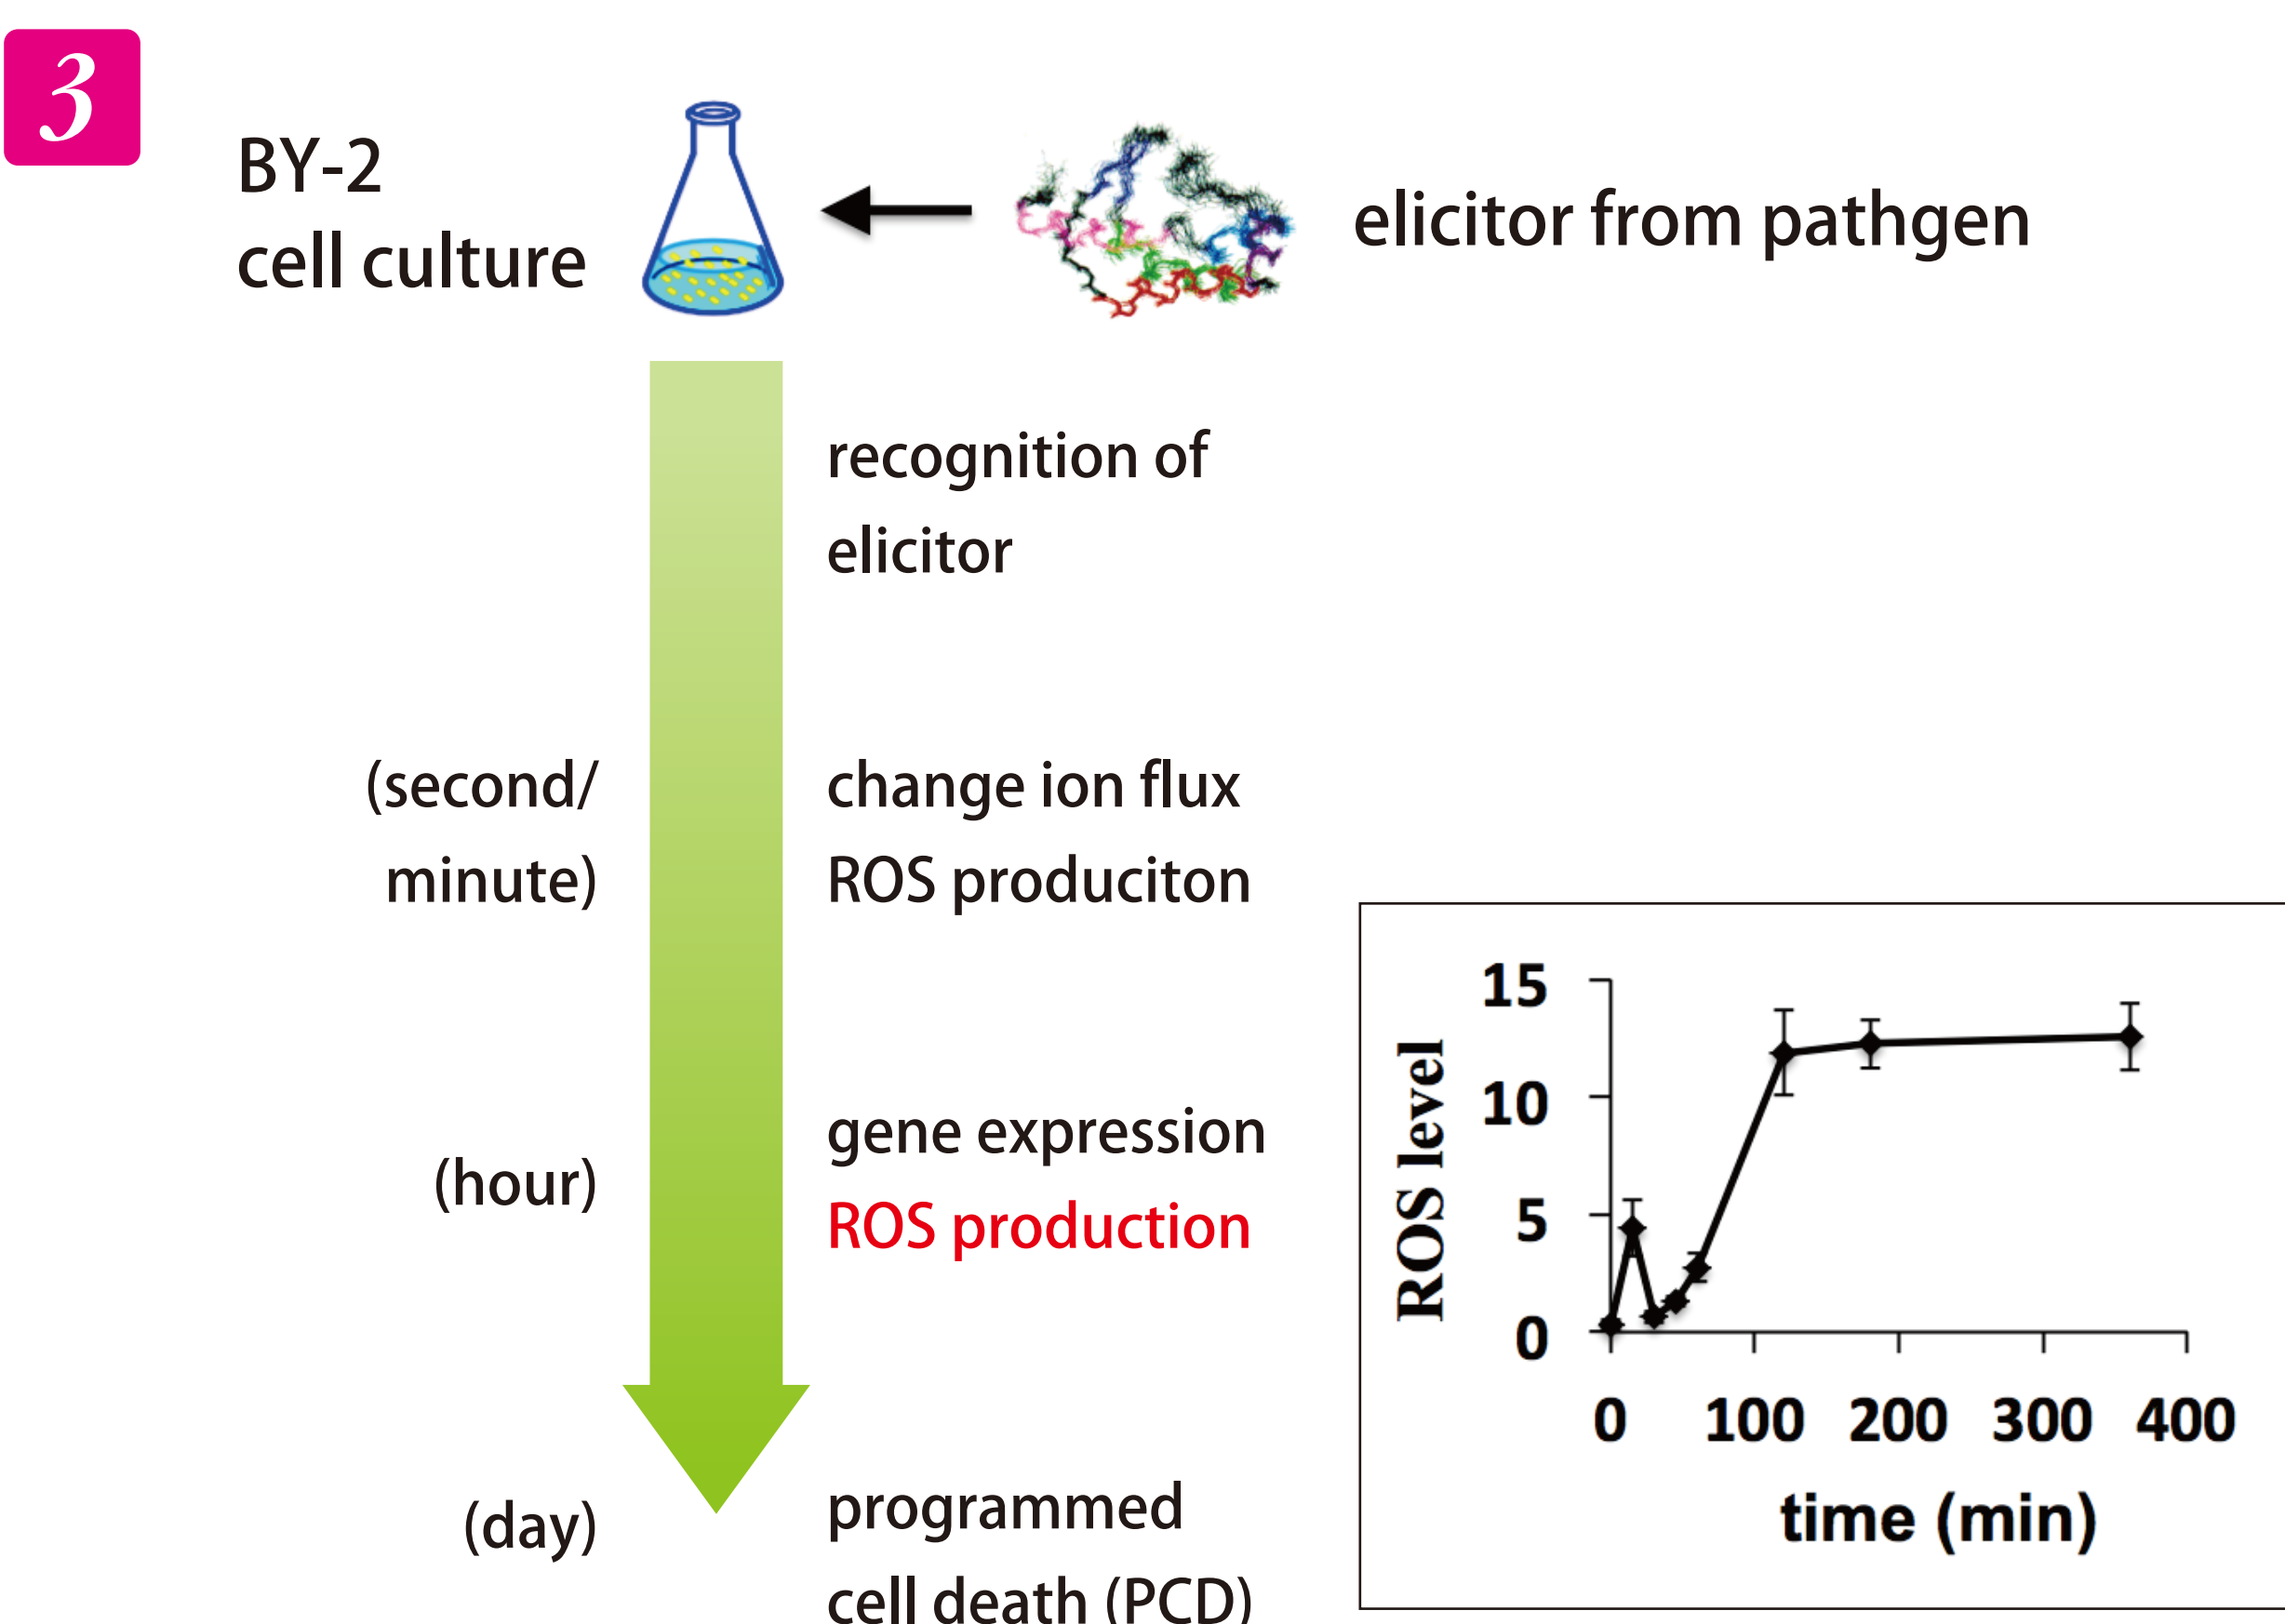 3
BY-2
cell culture
elicitor from pathgen
recognition of
elicitor
(second/
minute)
change ion flux
ROS produciton
(hour)
gene expression
ROS production
(day)
programmed
cell death (PCD)
ROS level
15
10
5
0
0 100 200 300 400
time (min)